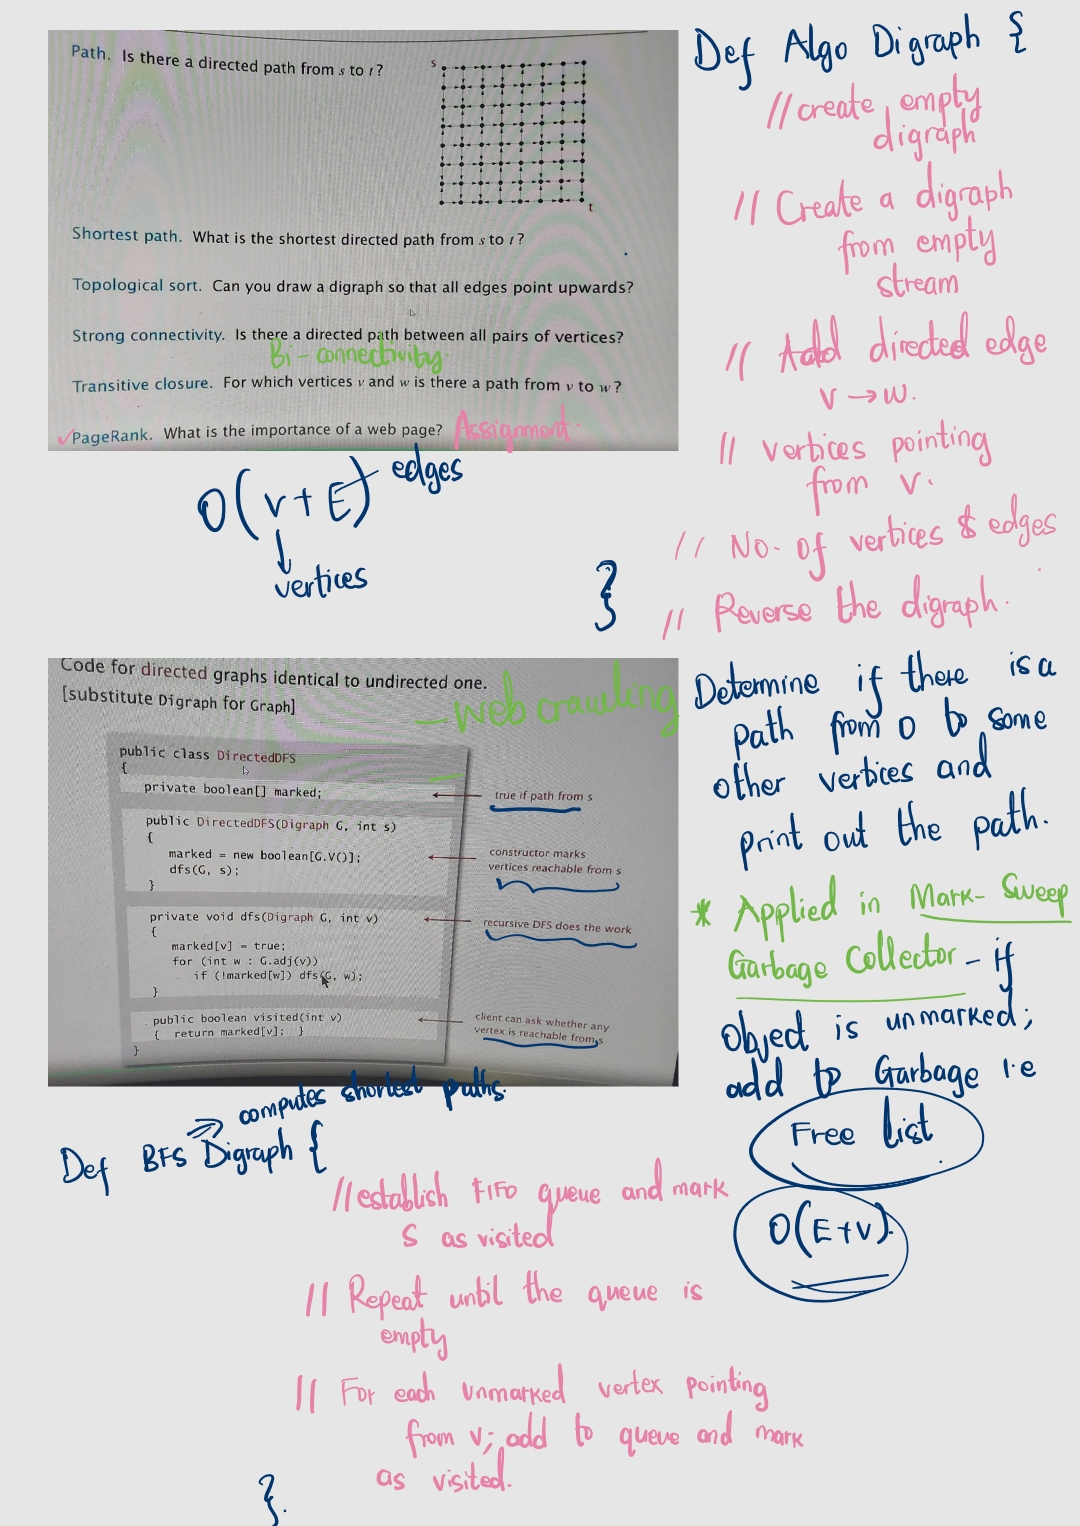 Path. Is there a directed path from s to t?
s
t
Shortest path. What is the shortest directed path from s to t?
Topological sort. Can you draw a digraph so that all edges point upwards?
Strong connectivity. Is there a directed path between all pairs of vertices?
Bi-connectivity.
Transitive closure. For which vertices v and w is there a path from v to w?
✓PageRank. What is the importance of a web page? Assignment.
O(V+E) edges
vertices
Def Algo Digraph {
// create empty
digraph
// Create a digraph
from empty
stream
// Add directed edge
v → w.
// vertices pointing
from v.
// No. of vertices & edges
// Reverse the digraph.
}
Code for directed graphs identical to undirected one.
[substitute Digraph for Graph]
- web crawling
public class DirectedDFS
{
private boolean[] marked;
true if path from s
public DirectedDFS(Digraph G, int s)
{
marked = new boolean[G.V()];
dfs(G, s);
}
constructor marks
vertices reachable from s
private void dfs(Digraph G, int v)
{
marked[v] = true;
for (int w : G.adj(v))
if (!marked[w]) dfs(G, w);
}
recursive DFS does the work
public boolean visited(int v)
{ return marked[v]; }
}
client can ask whether any
vertex is reachable from s
Determine if there is a
path from 0 to some
other vertices and
print out the path.
* Applied in Mark-Sweep
Garbage Collector - if
object is unmarked;
add to Garbage i.e
Free list
O(E+V).
⇒ computes shortest paths.
Def BFS Digraph {
// establish FIFO queue and mark
S as visited
// Repeat until the queue is
empty
// For each unmarked vertex pointing
from v; add to queue and mark
as visited.
}.